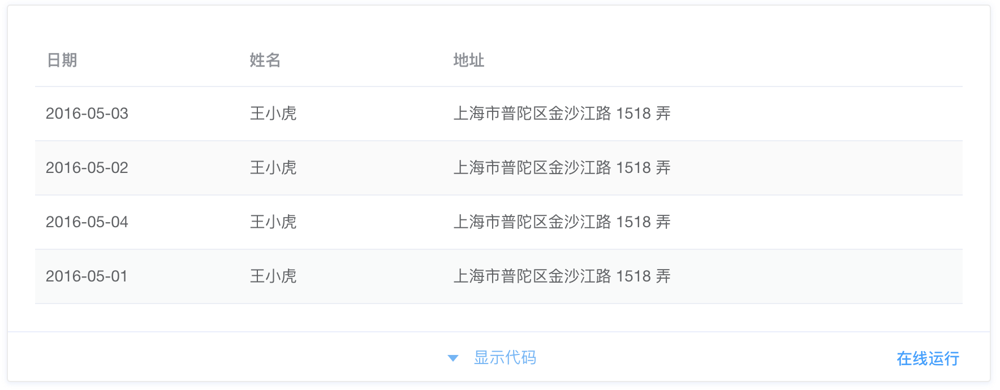 日期 姓名 地址
2016-05-03 王小虎 上海市普陀区金沙江路 1518 弄
2016-05-02 王小虎 上海市普陀区金沙江路 1518 弄
2016-05-04 王小虎 上海市普陀区金沙江路 1518 弄
2016-05-01 王小虎 上海市普陀区金沙江路 1518 弄
显示代码 在线运行